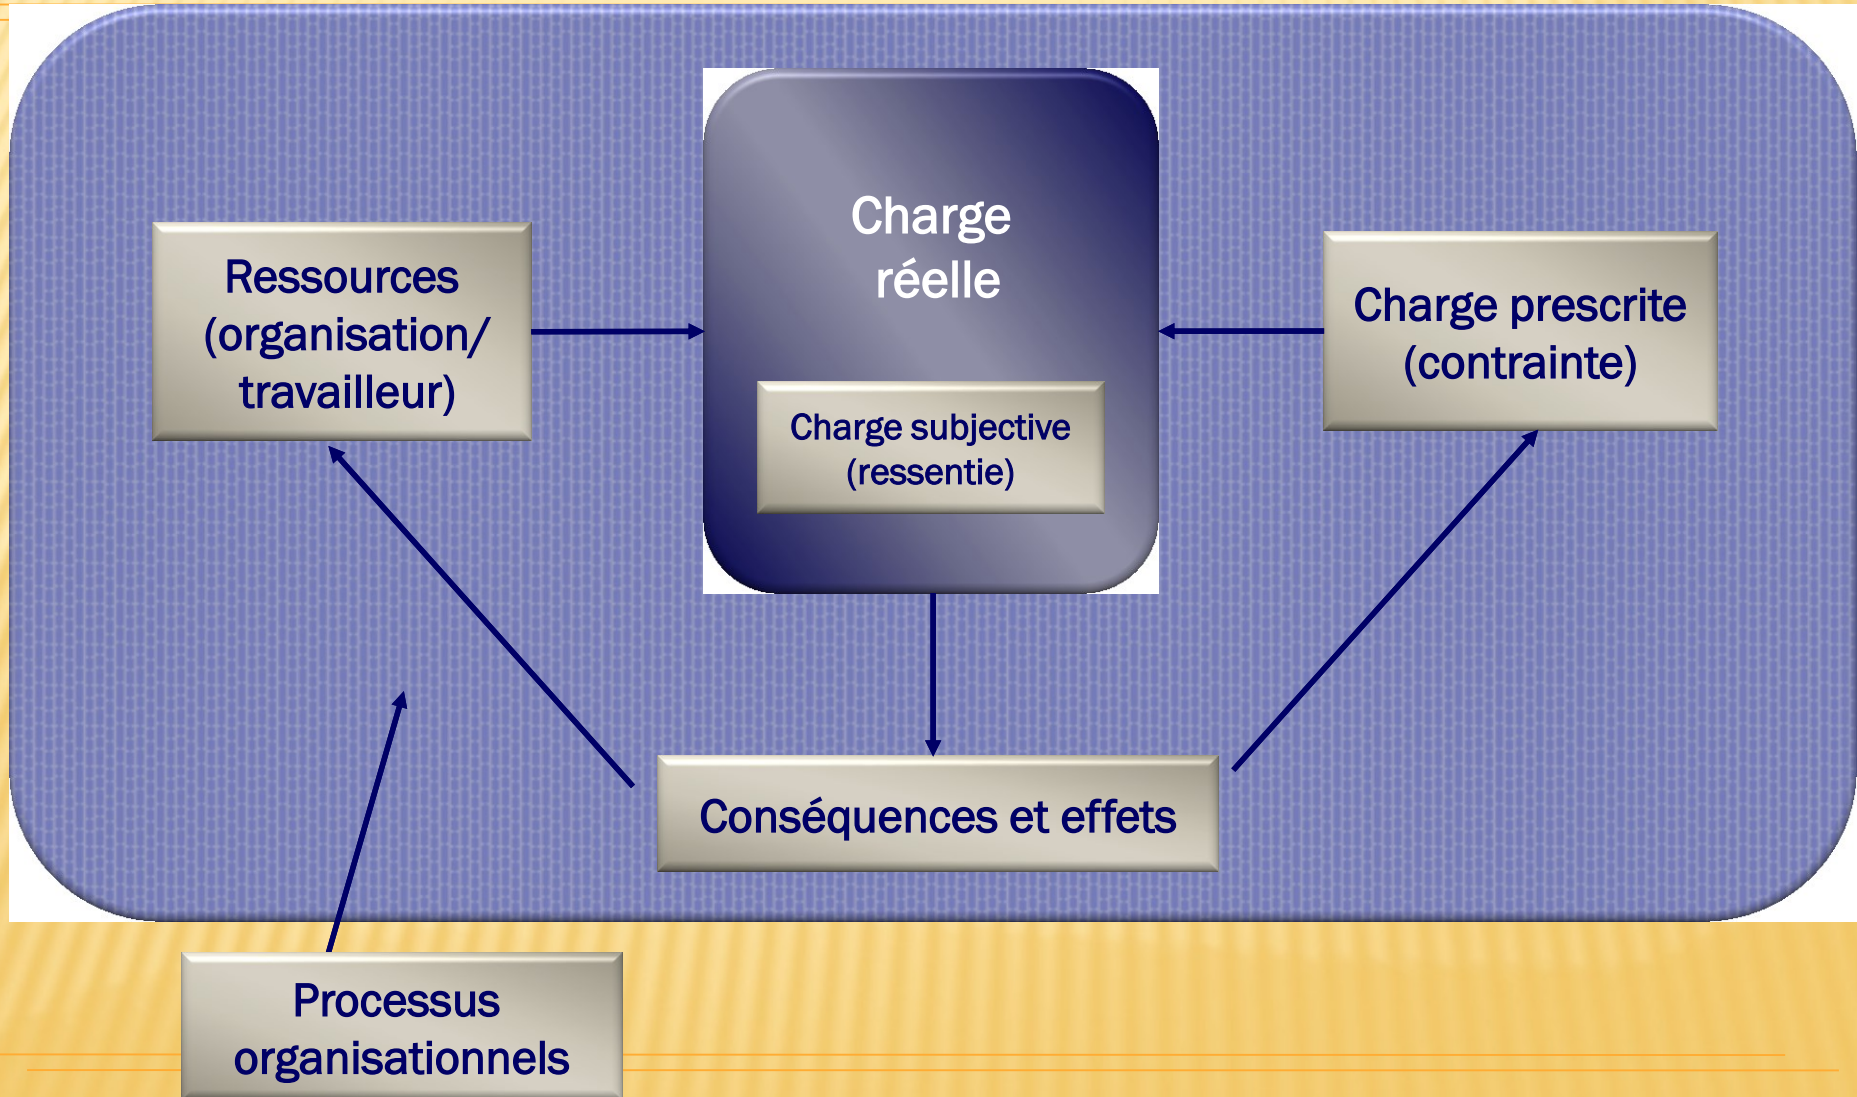 Charge
réelle
Ressources
(organisation/
travailleur)
Charge prescrite
(contrainte)
Charge subjective
(ressentie)
Conséquences et effets
Processus
organisationnels